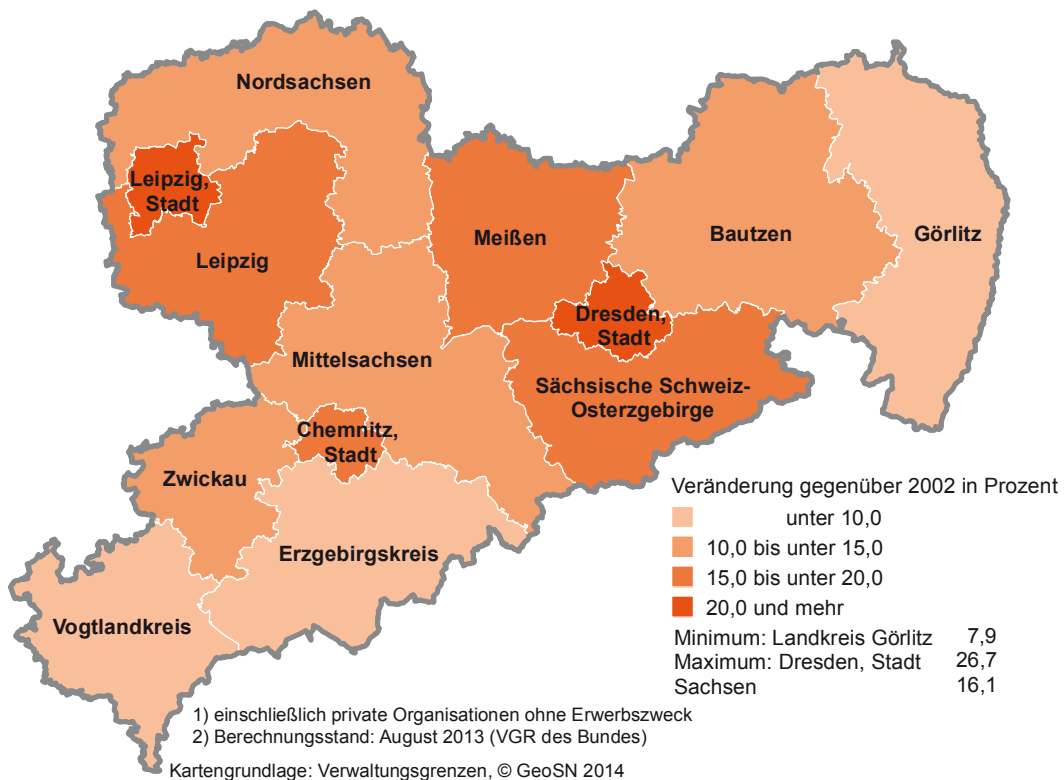 Nordsachsen
Leipzig,
Stadt
Leipzig
Meißen
Bautzen
Görlitz
Dresden,
Stadt
Mittelsachsen
Sächsische Schweiz-
Osterzgebirge
Chemnitz,
Stadt
Zwickau
Erzgebirgskreis
Vogtlandkreis
Veränderung gegenüber 2002 in Prozent
unter 10,0
10,0 bis unter 15,0
15,0 bis unter 20,0
20,0 und mehr
Minimum: Landkreis Görlitz 7,9
Maximum: Dresden, Stadt 26,7
Sachsen 16,1
1) einschließlich private Organisationen ohne Erwerbszweck
2) Berechnungsstand: August 2013 (VGR des Bundes)
Kartengrundlage: Verwaltungsgrenzen, © GeoSN 2014